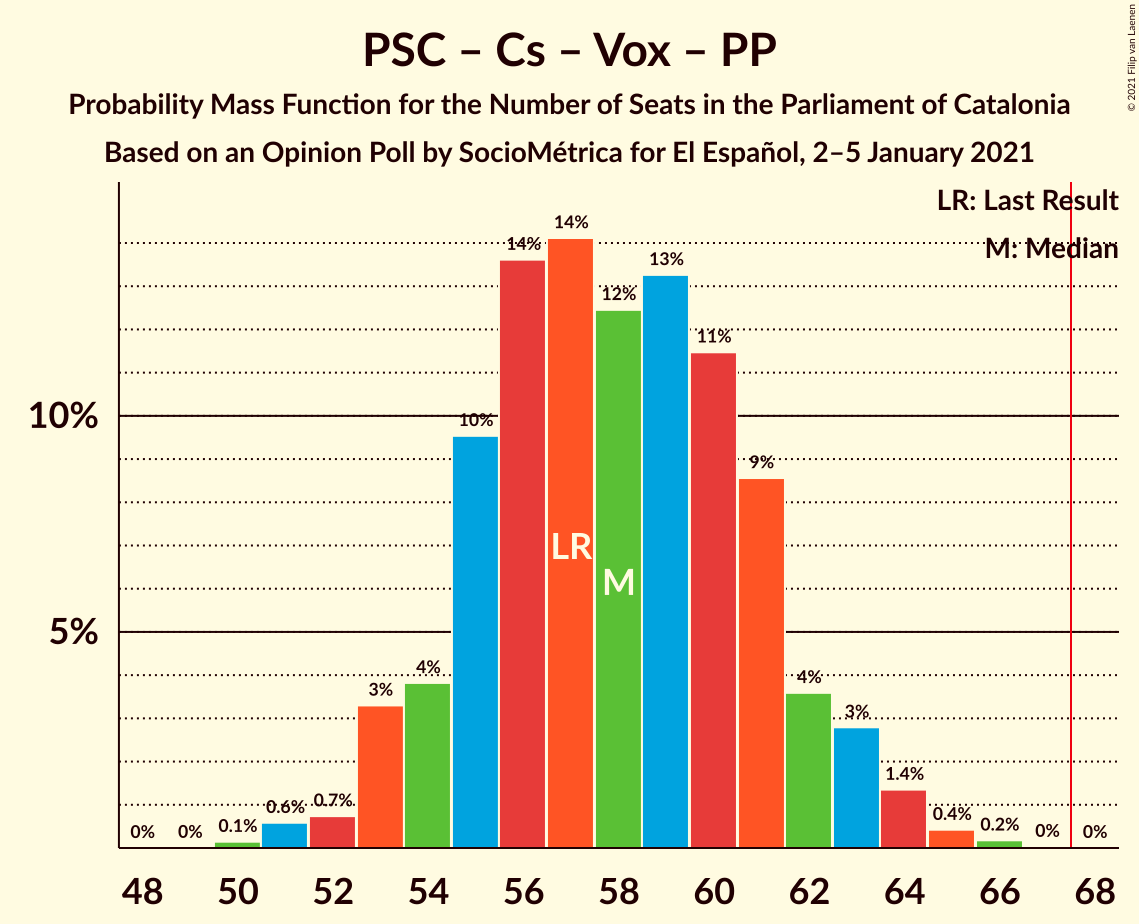 PSC – Cs – Vox – PP
Probability Mass Function for the Number of Seats in the Parliament of Catalonia
Based on an Opinion Poll by SocioMétrica for El Español, 2–5 January 2021
© 2021 Filip van Laenen
LR: Last Result
M: Median
10%
5%
0%
0%
0.1%
0.6%
0.7%
3%
4%
10%
14%
14%
12%
13%
11%
9%
4%
3%
1.4%
0.4%
0.2%
0%
0%
LR
M
48 50 52 54 56 58 60 62 64 66 68